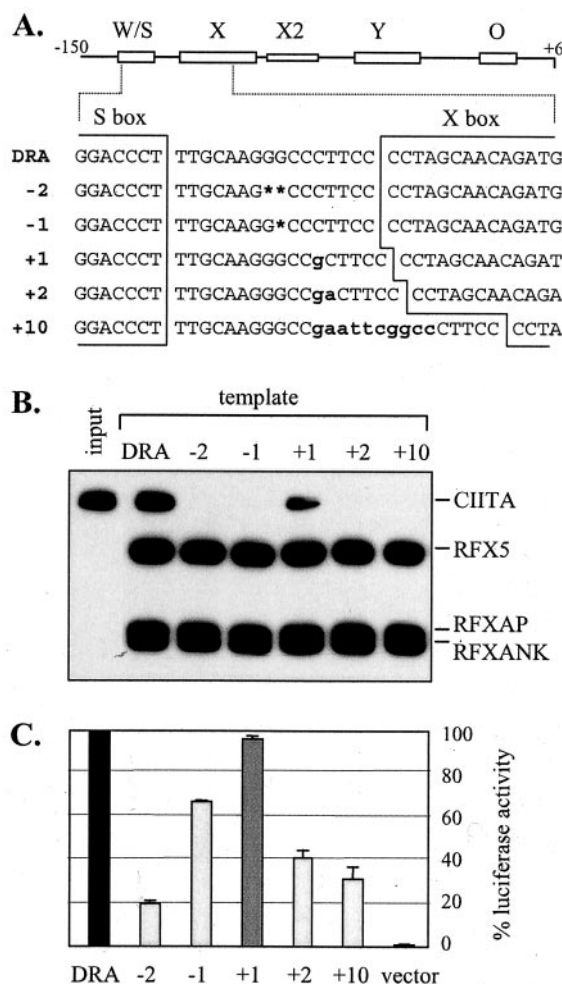 A.
W/S X X2 Y O
-150 +6
S box X box
DRA GGACCCT TTGCAAGGGCCCTTCC CCTAGCAACAGATG
-2 GGACCCT TTGCAAG**CCCTTCC CCTAGCAACAGATG
-1 GGACCCT TTGCAAGG*CCCTTCC CCTAGCAACAGATG
+1 GGACCCT TTGCAAGGGCCgCTTCC CCTAGCAACAGAT
+2 GGACCCT TTGCAAGGGCCgaCTTCC CCTAGCAACAGA
+10 GGACCCT TTGCAAGGGCCgaattcggccCTTCC CCTA
B.
input
template
DRA -2 -1 +1 +2 +10
CIITA
RFX5
RFXAP
RFXANK
C.
100
80
60
40
20
0
% luciferase activity
DRA -2 -1 +1 +2 +10 vector